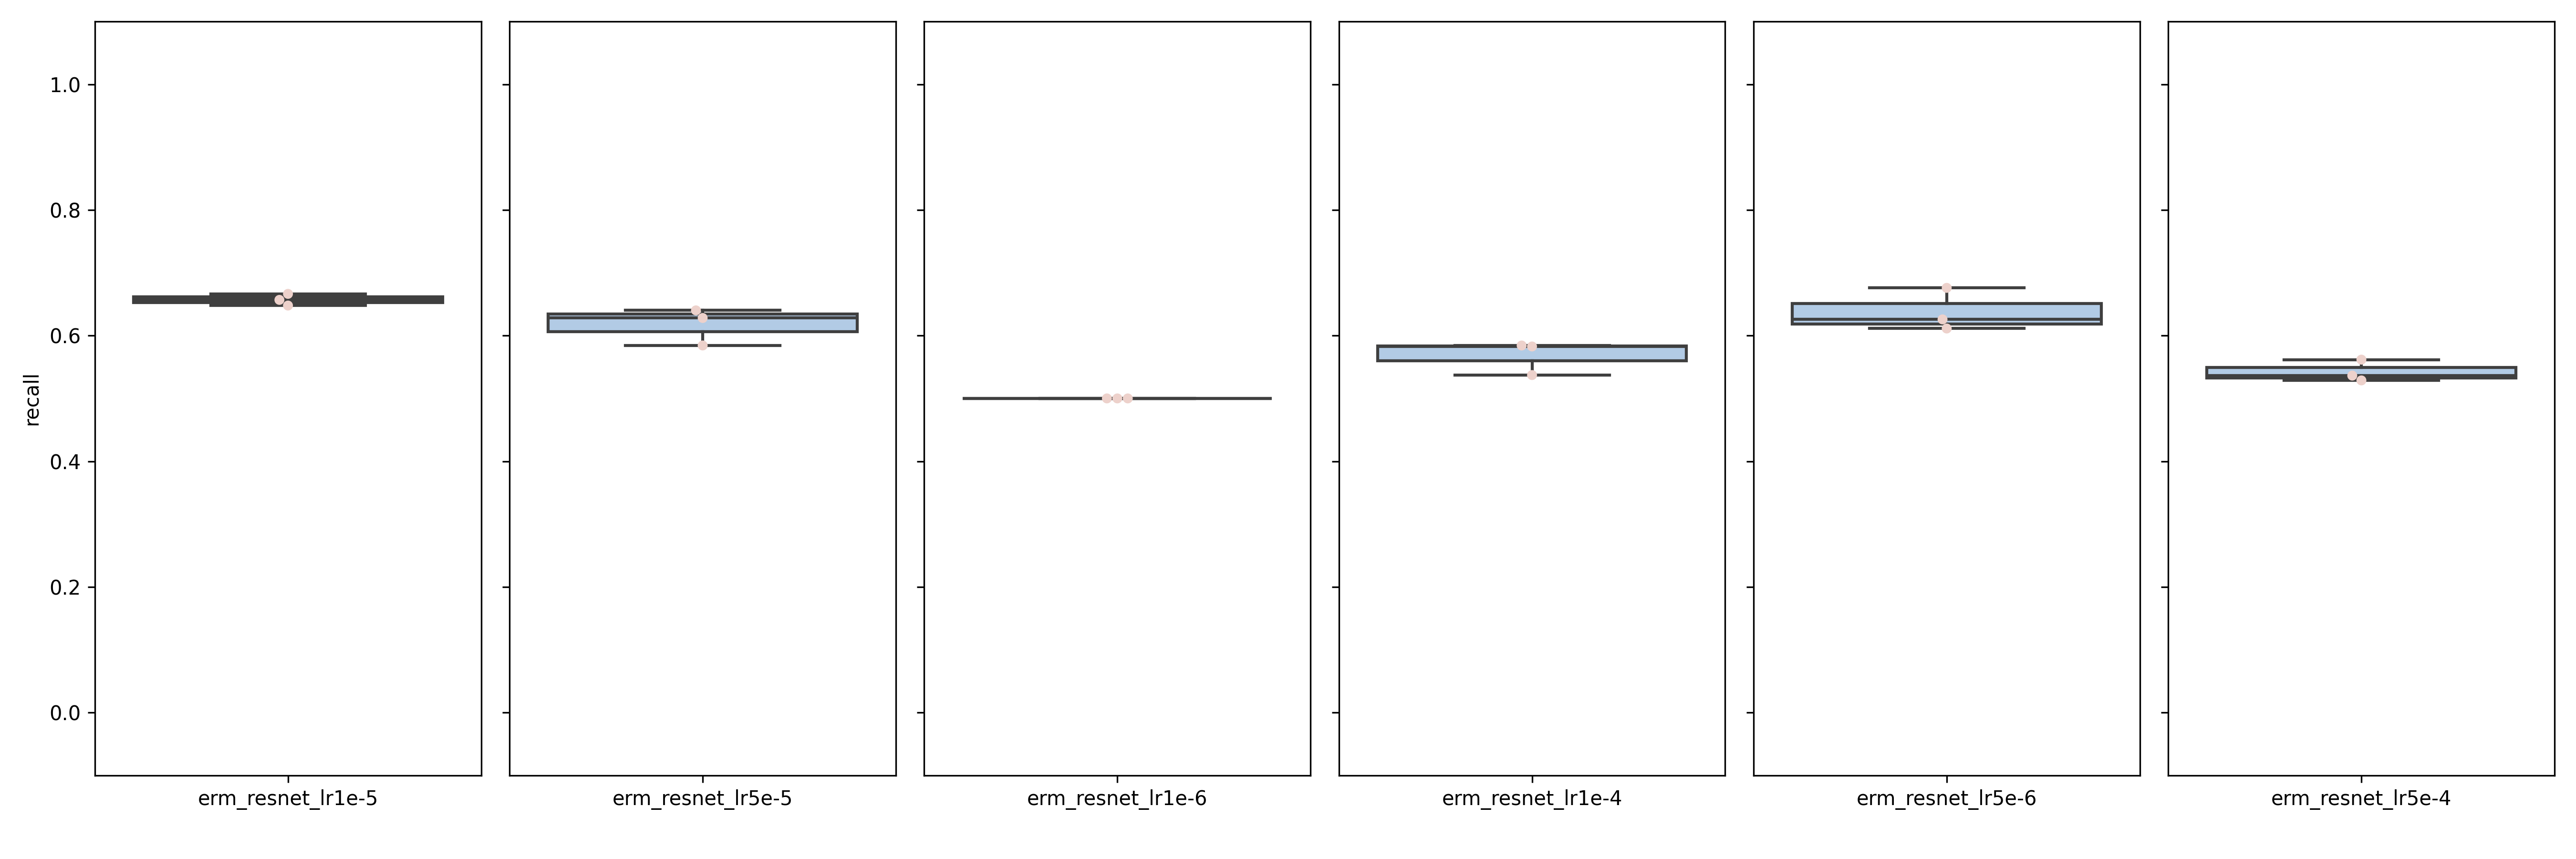 recall
1.0
0.8
0.6
0.4
0.2
0.0
erm_resnet_lr1e-5
erm_resnet_lr5e-5
erm_resnet_lr1e-6
erm_resnet_lr1e-4
erm_resnet_lr5e-6
erm_resnet_lr5e-4